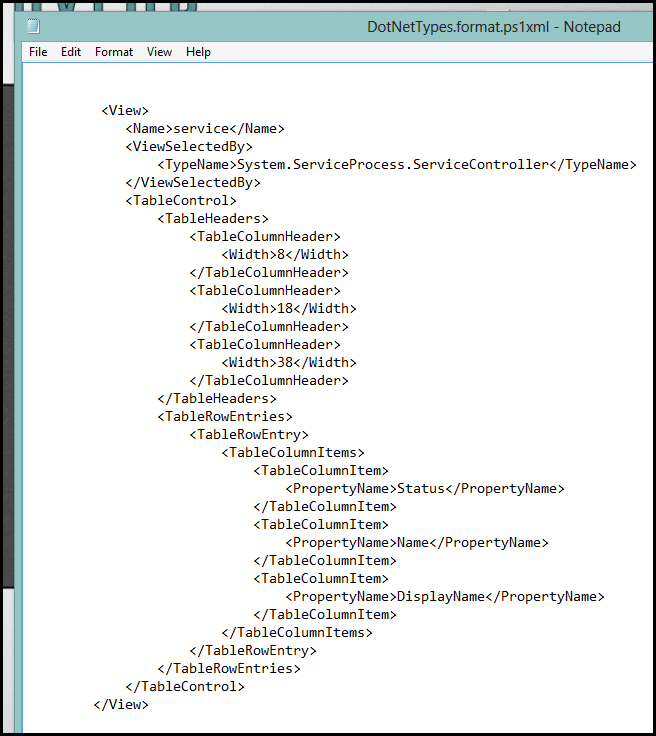 DotNetTypes.format.ps1xml - Notepad
File Edit Format View Help
<View>
<Name>service</Name>
<ViewSelectedBy>
<TypeName>System.ServiceProcess.ServiceController</TypeName>
</ViewSelectedBy>
<TableControl>
<TableHeaders>
<TableColumnHeader>
<Width>8</Width>
</TableColumnHeader>
<TableColumnHeader>
<Width>18</Width>
</TableColumnHeader>
<TableColumnHeader>
<Width>38</Width>
</TableColumnHeader>
</TableHeaders>
<TableRowEntries>
<TableRowEntry>
<TableColumnItems>
<TableColumnItem>
<PropertyName>Status</PropertyName>
</TableColumnItem>
<TableColumnItem>
<PropertyName>Name</PropertyName>
</TableColumnItem>
<TableColumnItem>
<PropertyName>DisplayName</PropertyName>
</TableColumnItem>
</TableColumnItems>
</TableRowEntry>
</TableRowEntries>
</TableControl>
</View>